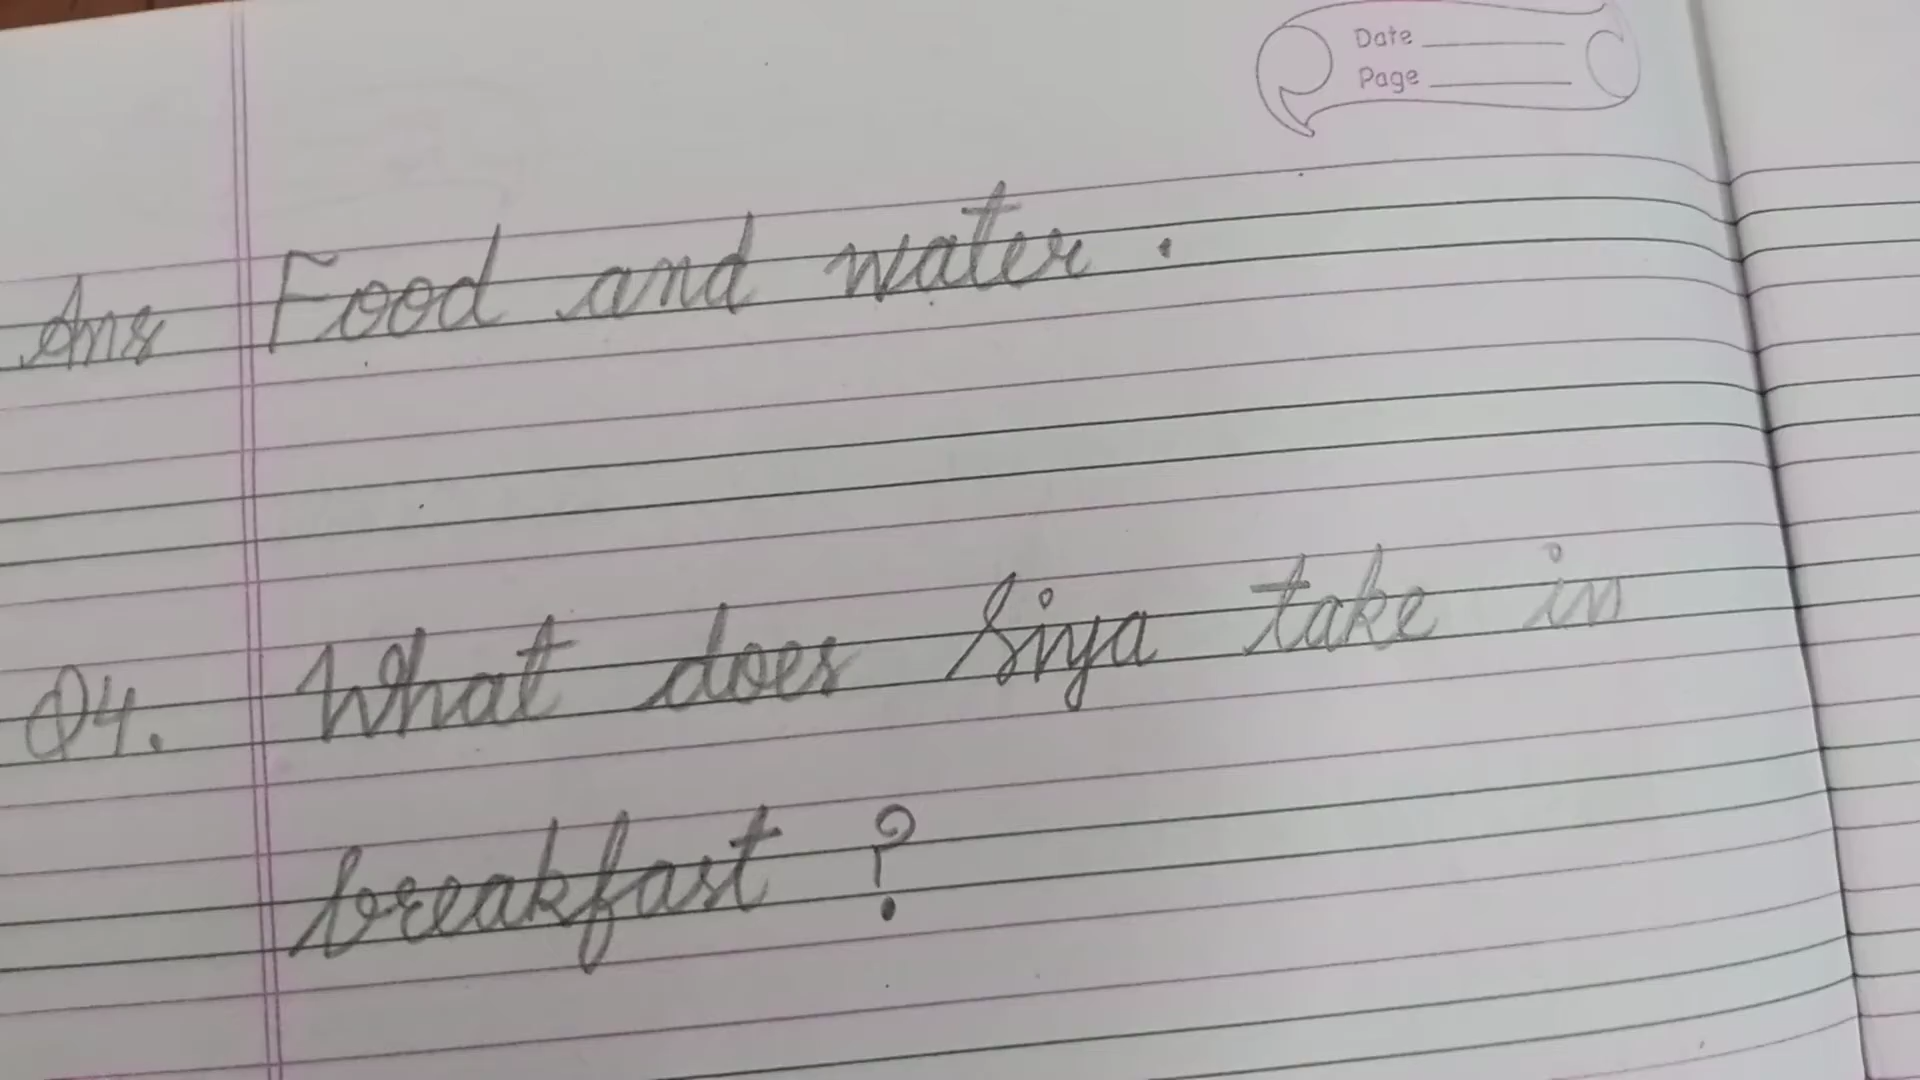 Date
Page
Ans Food and water.
Q4. What does Siya take in
breakfast ?